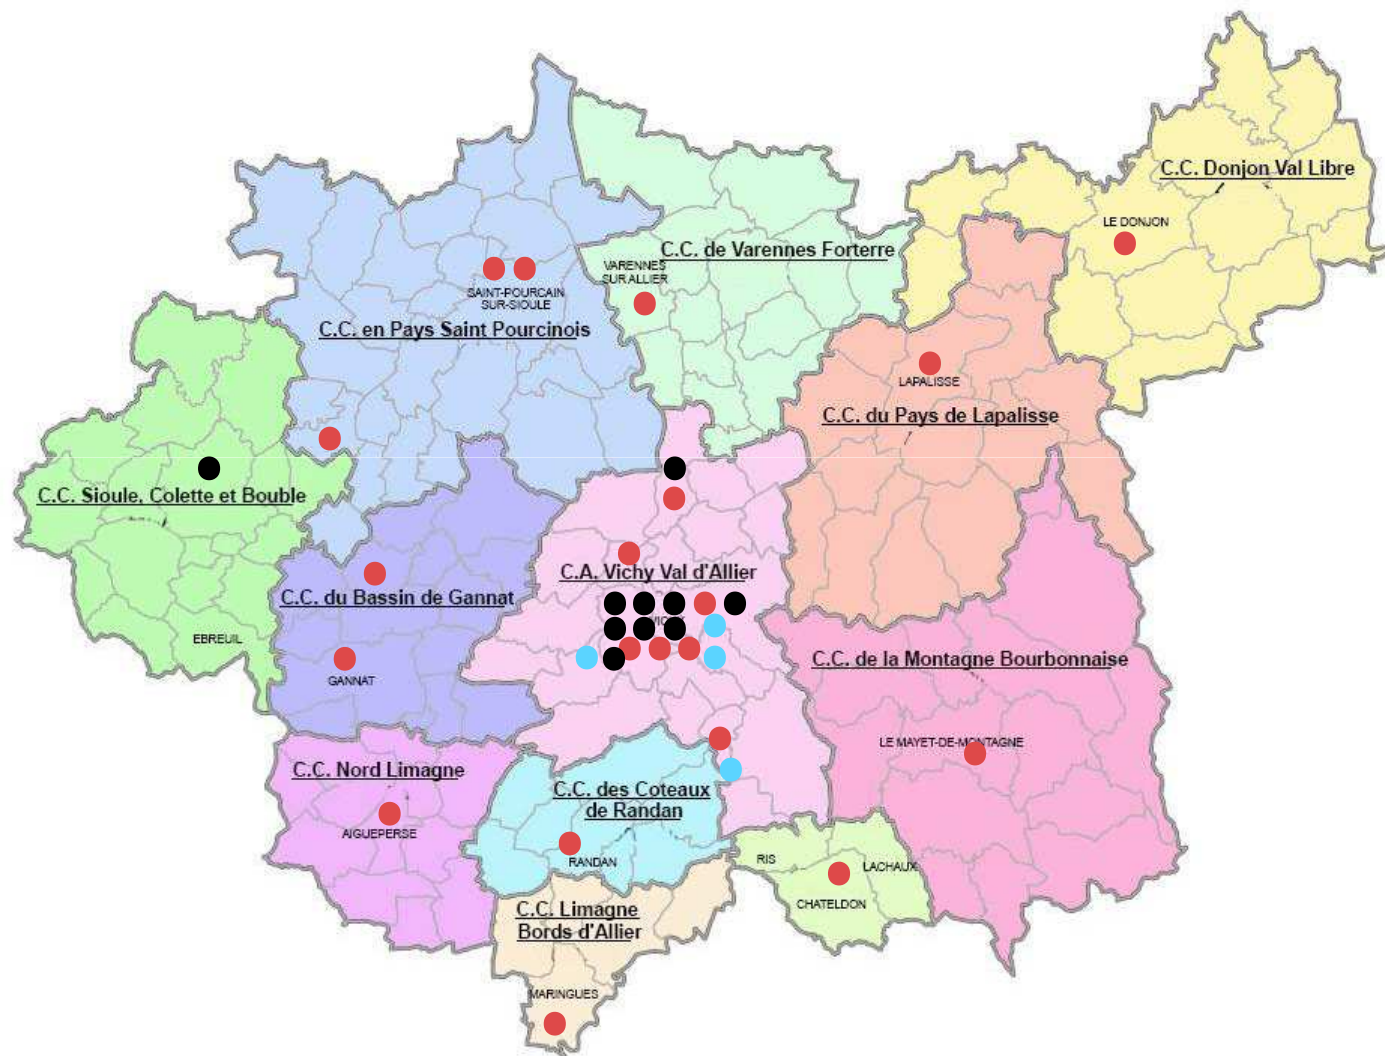 C.C. Donjon Val Libre
LE DONJON
C.C. de Varennes Forterre
VARENNES
SUR ALLIER
SAINT-POURCAIN
SUR-SIOULE
C.C. en Pays Saint Pourcinois
LAPALISSE
C.C. du Pays de Lapalisse
C.C. Sioule, Colette et Bouble
C.A. Vichy Val d'Allier
C.C. du Bassin de Gannat
EBREUIL
C.C. de la Montagne Bourbonnaise
GANNAT
LE MAYET-DE-MONTAGNE
C.C. Nord Limagne
C.C. des Coteaux
de Randan
AIGUEPERSE
RANDAN
RIS
LACHAUX
CHATELDON
C.C. Limagne
Bords d'Allier
MARINGUES